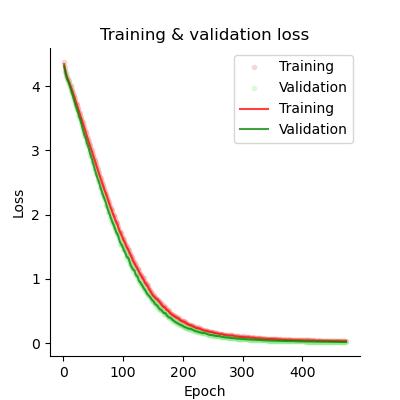 Training & validation loss
Training
Validation
Training
Validation
4
3
2
1
0
Loss
0 100 200 300 400
Epoch